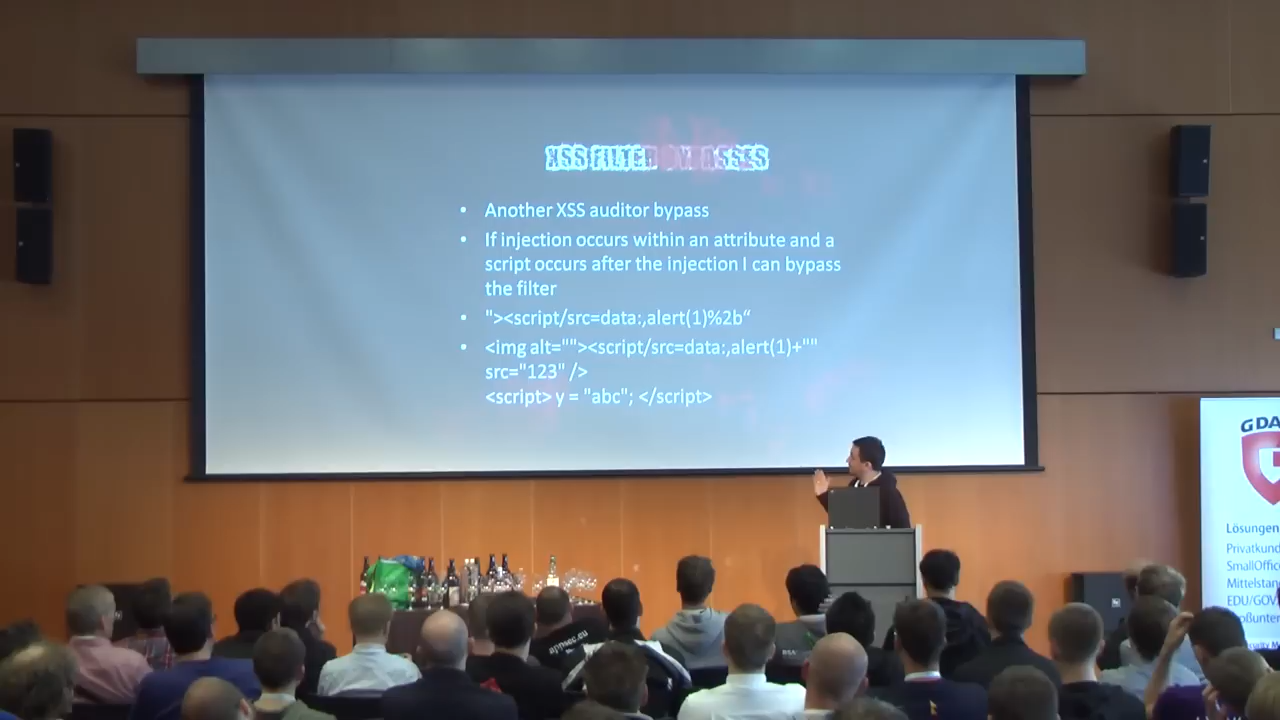 XSS FILTER BYPASSES
• Another XSS auditor bypass
• If injection occurs within an attribute and a
script occurs after the injection I can bypass
the filter
• "><script/src=data:,alert(1)%2b“
• <img alt=""><script/src=data:,alert(1)+""
src="123" />
<script> y = "abc"; </script>
GDA
Lösungen
Privatkund
SmallOffic
Mittelstan
EDU/GOV
appsec.eu